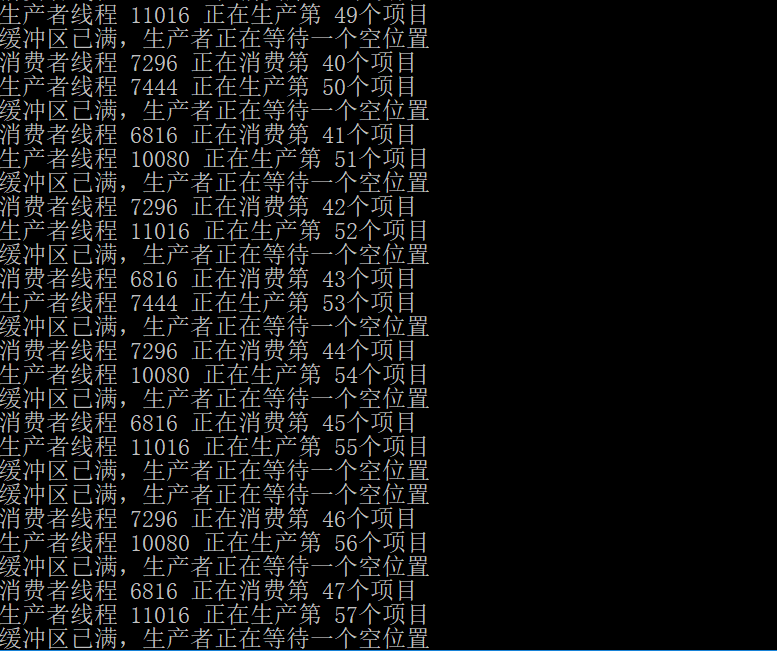 生产者线程 11016 正在生产第 49个项目
缓冲区已满，生产者正在等待一个空位置
消费者线程 7296 正在消费第 40个项目
生产者线程 7444 正在生产第 50个项目
缓冲区已满，生产者正在等待一个空位置
消费者线程 6816 正在消费第 41个项目
生产者线程 10080 正在生产第 51个项目
缓冲区已满，生产者正在等待一个空位置
消费者线程 7296 正在消费第 42个项目
生产者线程 11016 正在生产第 52个项目
缓冲区已满，生产者正在等待一个空位置
消费者线程 6816 正在消费第 43个项目
生产者线程 7444 正在生产第 53个项目
缓冲区已满，生产者正在等待一个空位置
消费者线程 7296 正在消费第 44个项目
生产者线程 10080 正在生产第 54个项目
缓冲区已满，生产者正在等待一个空位置
消费者线程 6816 正在消费第 45个项目
生产者线程 11016 正在生产第 55个项目
缓冲区已满，生产者正在等待一个空位置
缓冲区已满，生产者正在等待一个空位置
消费者线程 7296 正在消费第 46个项目
生产者线程 10080 正在生产第 56个项目
缓冲区已满，生产者正在等待一个空位置
消费者线程 6816 正在消费第 47个项目
生产者线程 11016 正在生产第 57个项目
缓冲区已满，生产者正在等待一个空位置